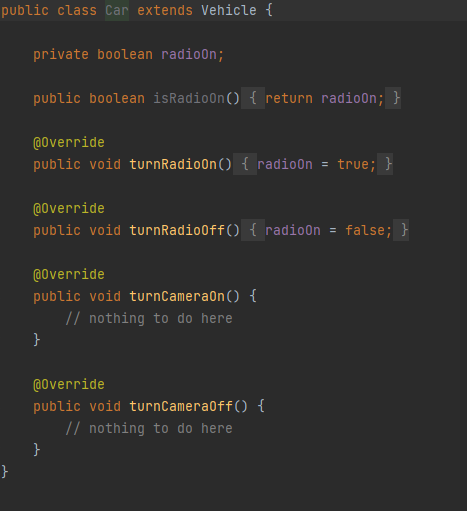 public class Car extends Vehicle {
private boolean radioOn;
public boolean isRadioOn() { return radioOn; }
@Override
public void turnRadioOn() { radioOn = true; }
@Override
public void turnRadioOff() { radioOn = false; }
@Override
public void turnCameraOn() {
// nothing to do here
}
@Override
public void turnCameraOff() {
// nothing to do here
}
}